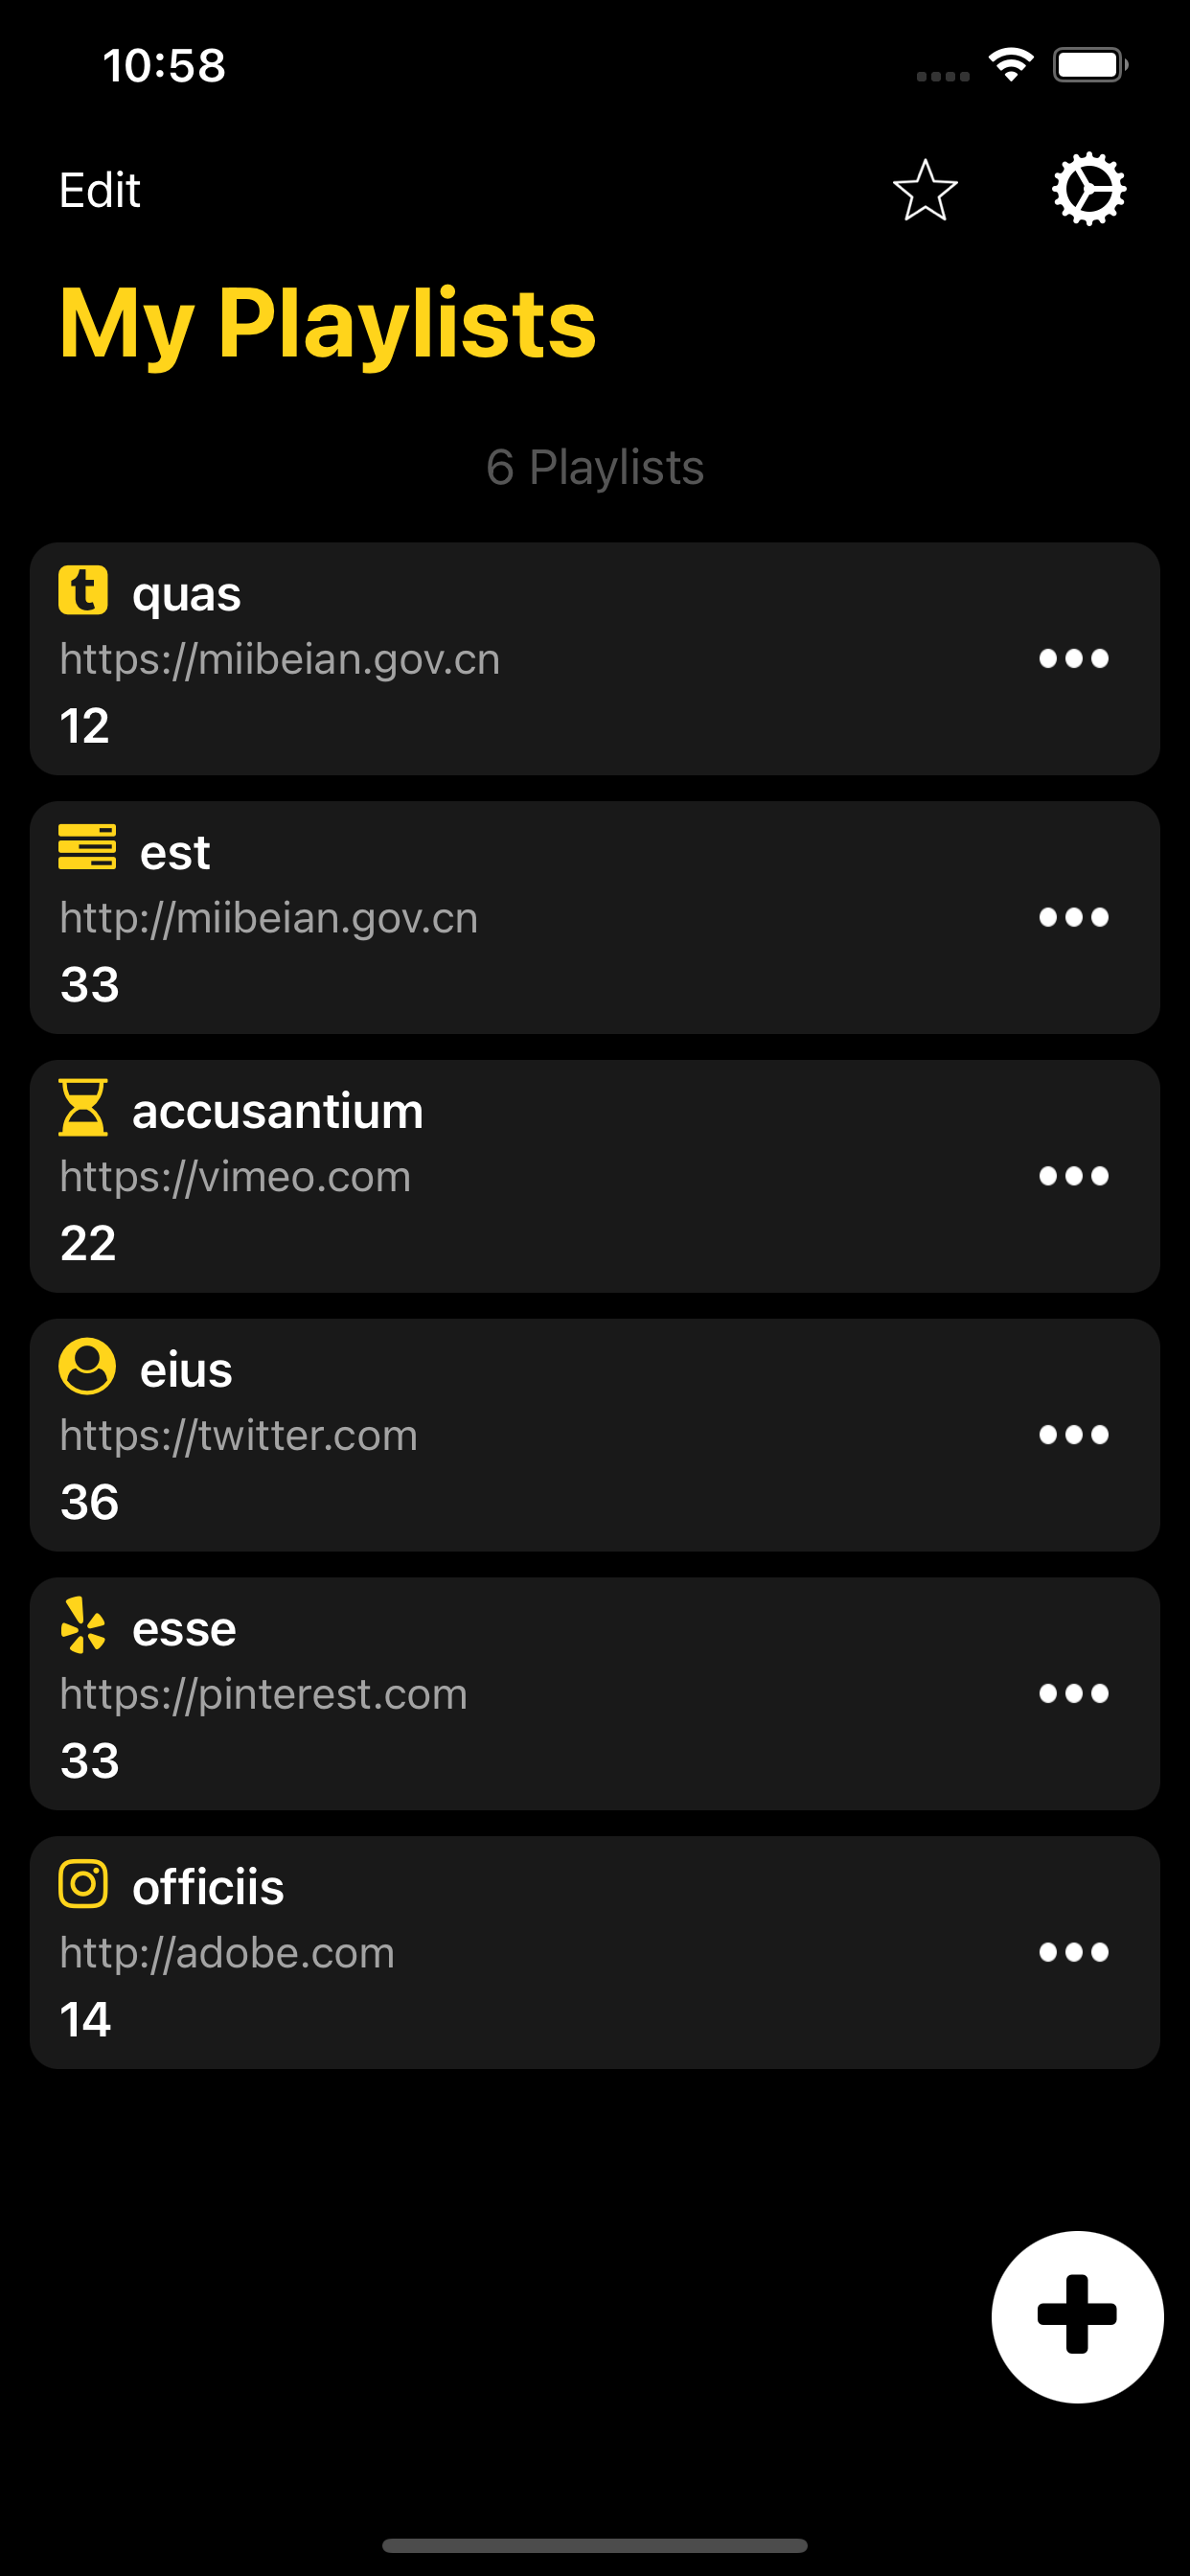 10:58
Edit
My Playlists
6 Playlists
quas
https://miibeian.gov.cn
12
est
http://miibeian.gov.cn
33
accusantium
https://vimeo.com
22
eius
https://twitter.com
36
esse
https://pinterest.com
33
officiis
http://adobe.com
14